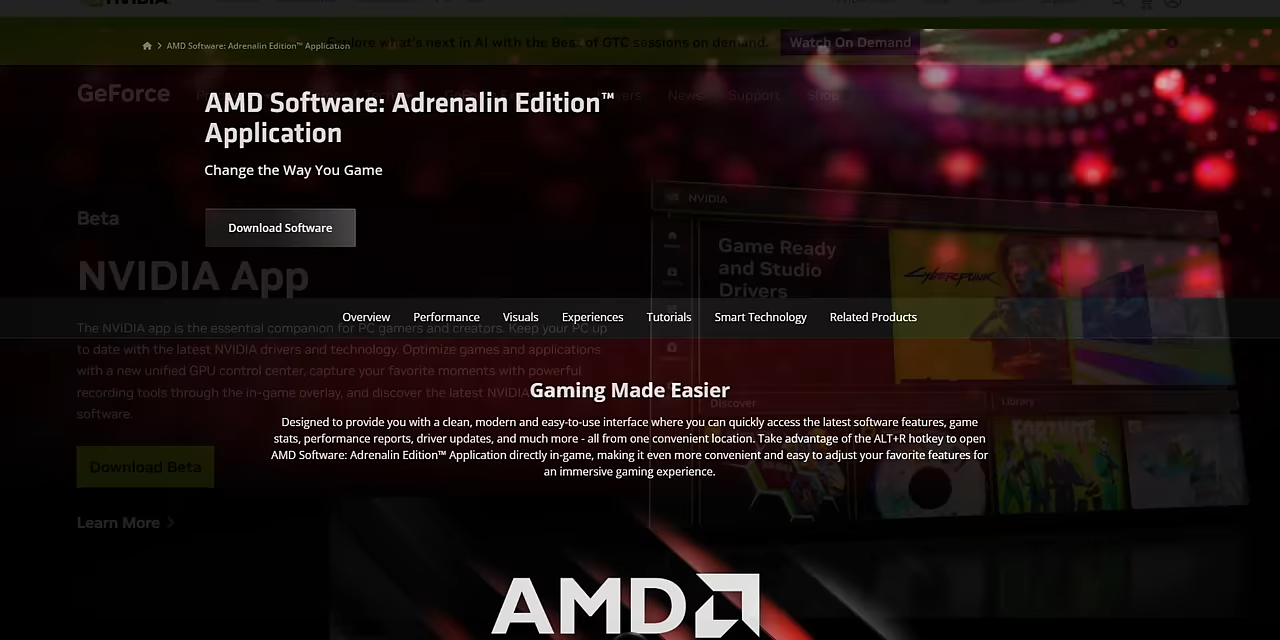 NVIDIA
Explore what's next in AI with the Best of GTC sessions on demand.
Watch On Demand
AMD Software: Adrenalin Edition™ Application
GeForce
News
Support
Shop
AMD Software: Adrenalin Edition™
Application
Change the Way You Game
Download Software
Beta
NVIDIA App
NVIDIA
Game Ready
and Studio
Drivers
CYBERPUNK
Overview
Performance
Visuals
Experiences
Tutorials
Smart Technology
Related Products
The NVIDIA app is the essential companion for PC gamers and creators. Keep your PC up
to date with the latest NVIDIA drivers and technology. Optimize games and applications
with a new unified GPU control center, capture your favorite moments with powerful
recording tools through the in-game overlay, and discover the latest NVIDIA
software.
Download Beta
Learn More
Gaming Made Easier
Designed to provide you with a clean, modern and easy-to-use interface where you can quickly access the latest software features, game
stats, performance reports, driver updates, and much more - all from one convenient location. Take advantage of the ALT+R hotkey to open
AMD Software: Adrenalin Edition™ Application directly in-game, making it even more convenient and easy to adjust your favorite features for
an immersive gaming experience.
Discover
Library
FORTNITE
AMD